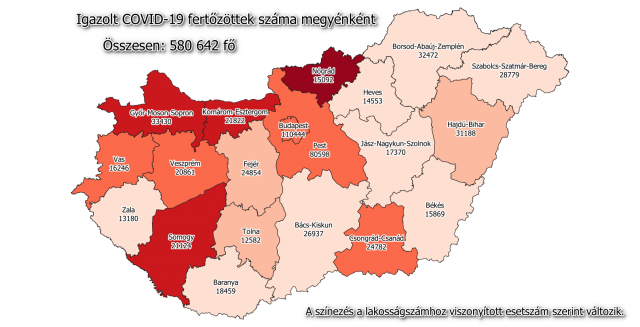 Igazolt COVID-19 fertőzöttek száma megyénként
Összesen: 580 642 fő
Borsod-Abaúj-Zemplén
32472
Szabolcs-Szatmár-Bereg
28779
Nógrád
15092
Heves
14553
Győr-Moson-Sopron
33430
Komárom-Esztergom
21822
Budapest
110444
Hajdú-Bihar
31188
Pest
80598
Jász-Nagykun-Szolnok
17370
Vas
16246
Veszprém
20861
Fejér
24854
Zala
13180
Somogy
21124
Tolna
12582
Bács-Kiskun
26937
Békés
15869
Csongrád-Csanád
24782
Baranya
18459
A színezés a lakosságszámhoz viszonyított esetszám szerint változik.